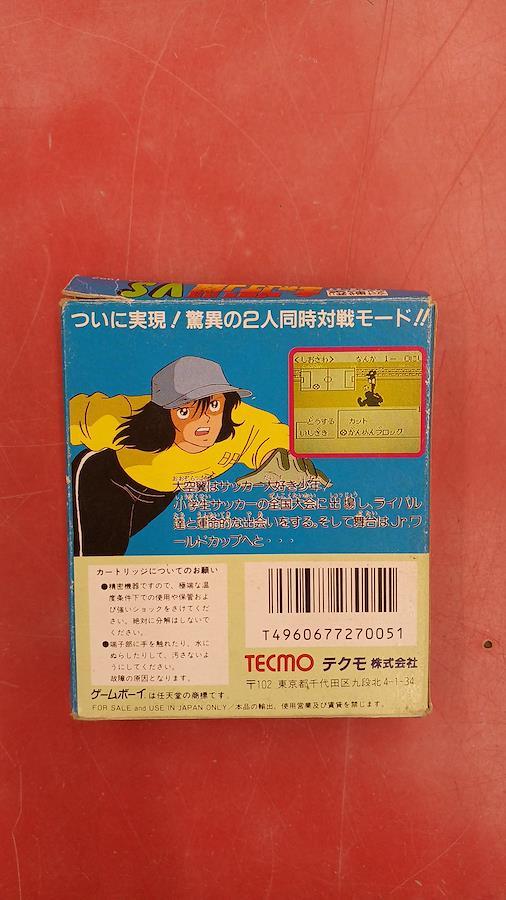 VS
ついに実現!驚異の2人同時対戦モード!!
<しおさわ> なんか 1-
どうする カット
いしざき がんめんブロック
大空翼はサッカー大好き少年!
小学生サッカーの全国大会に出場し、ライバル
達と運命的な出会いをする。そして舞台はJr.ワ
ールドカップへと・・・
カートリッジについてのお願い
●精密機器ですので、極端な温
度条件下での使用や保管およ
び強いショックをさけてくだ
さい。絶対に分解はしないで
ください。
●端子部に手を触れたり、水に
ぬらしたりして、汚さないよ
うにしてください。
故障の原因となります。
T4960677270051
TECMO テクモ株式会社
〒102 東京都千代田区九段北4-1-34
ゲームボーイは任天堂の商標です。
FOR SALE and USE IN JAPAN ONLY/本品の輸出、使用営業及び賃貸を禁じます。